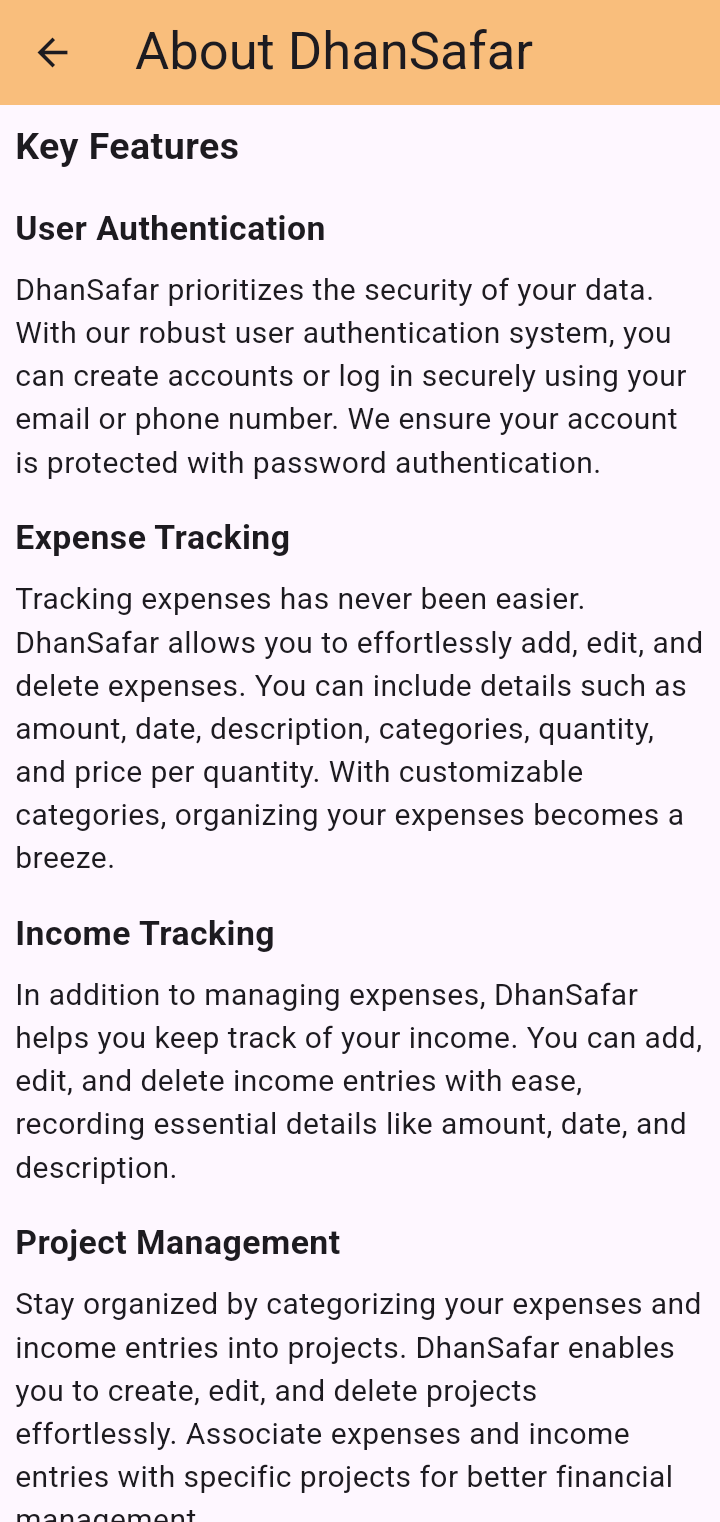 About DhanSafar
Key Features
User Authentication
DhanSafar prioritizes the security of your data.
With our robust user authentication system, you
can create accounts or log in securely using your
email or phone number. We ensure your account
is protected with password authentication.
Expense Tracking
Tracking expenses has never been easier.
DhanSafar allows you to effortlessly add, edit, and
delete expenses. You can include details such as
amount, date, description, categories, quantity,
and price per quantity. With customizable
categories, organizing your expenses becomes a
breeze.
Income Tracking
In addition to managing expenses, DhanSafar
helps you keep track of your income. You can add,
edit, and delete income entries with ease,
recording essential details like amount, date, and
description.
Project Management
Stay organized by categorizing your expenses and
income entries into projects. DhanSafar enables
you to create, edit, and delete projects
effortlessly. Associate expenses and income
entries with specific projects for better financial
management.